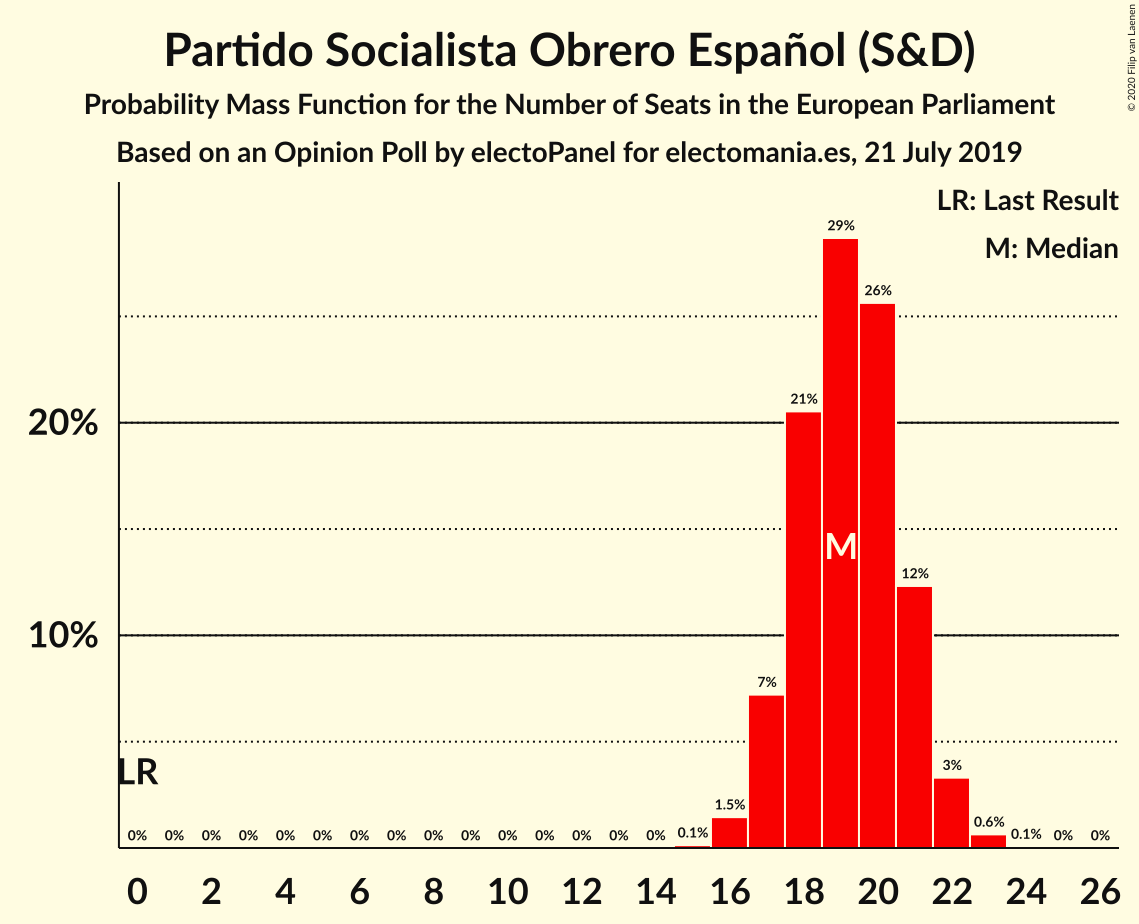 Partido Socialista Obrero Español (S&D)
Probability Mass Function for the Number of Seats in the European Parliament
Based on an Opinion Poll by electoPanel for electomania.es, 21 July 2019
© 2020 Filip van Laenen
LR: Last Result
M: Median
29%
26%
21%
20%
M
12%
10%
7%
LR
3%
1.5%
0% 0% 0% 0% 0% 0% 0% 0% 0% 0% 0% 0% 0% 0% 0% 0.1% 0.6% 0.1% 0% 0%
0 2 4 6 8 10 12 14 16 18 20 22 24 26